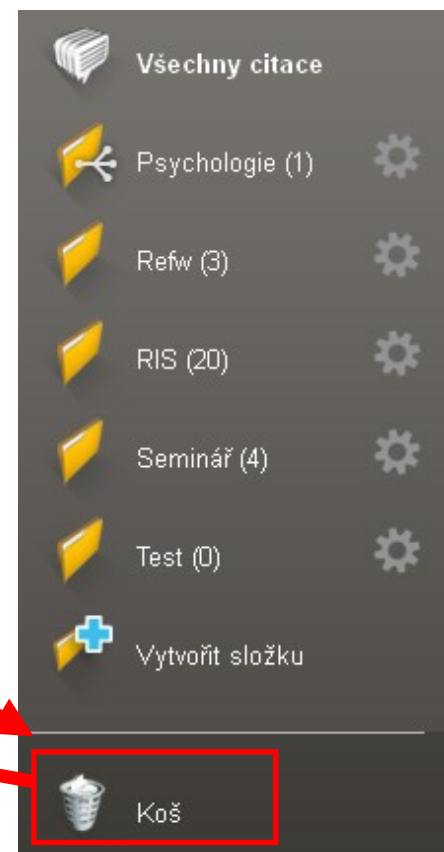 Všechny citace
Psychologie (1)
Refw (3)
RIS (20)
Seminář (4)
Test (0)
Vytvořit složku
Koš